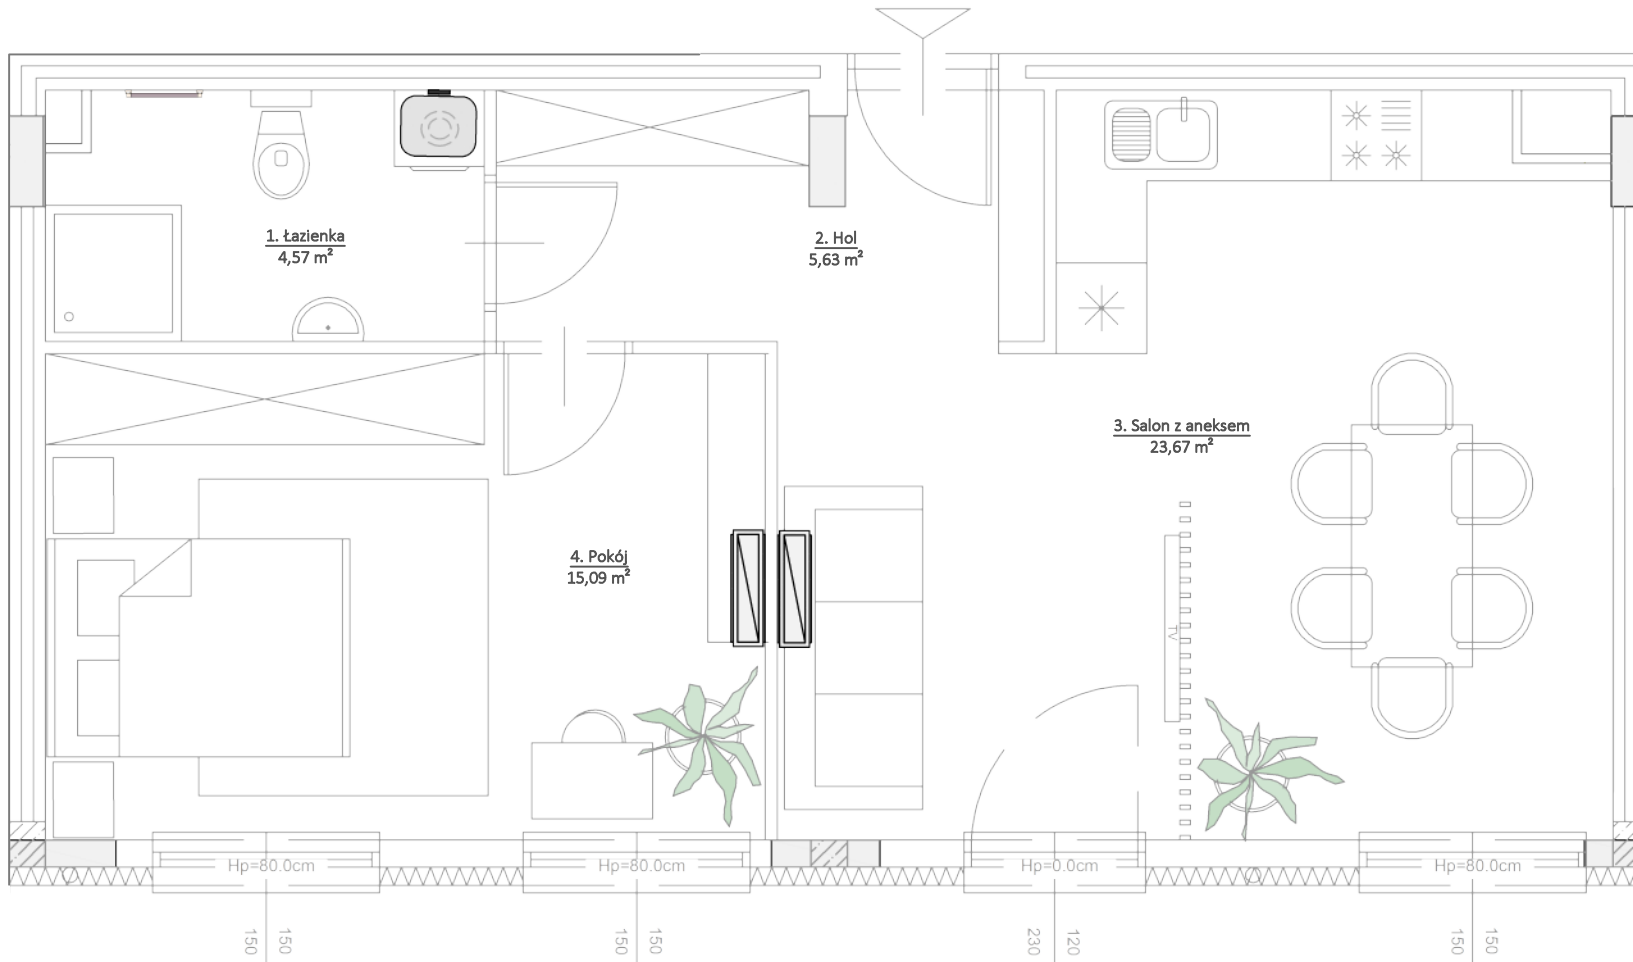 1. Łazienka
4,57 m²
2. Hol
5,63 m²
3. Salon z aneksem
23,67 m²
4. Pokój
15,09 m²
TV
Hp=80.0cm
Hp=80.0cm
Hp=0.0cm
Hp=80.0cm
150
150
150
150
230
120
150
150